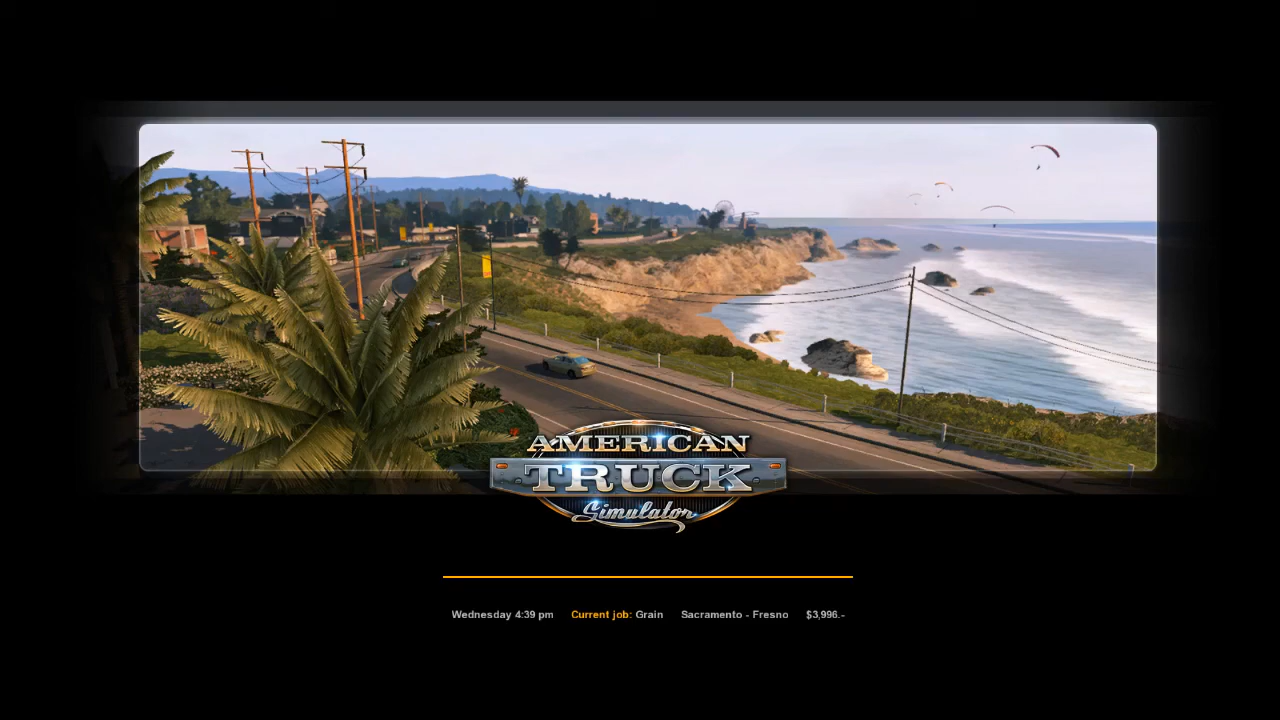 AMERICAN
TRUCK
Simulator
Wednesday 4:39 pm Current job: Grain Sacramento - Fresno $3,996.-